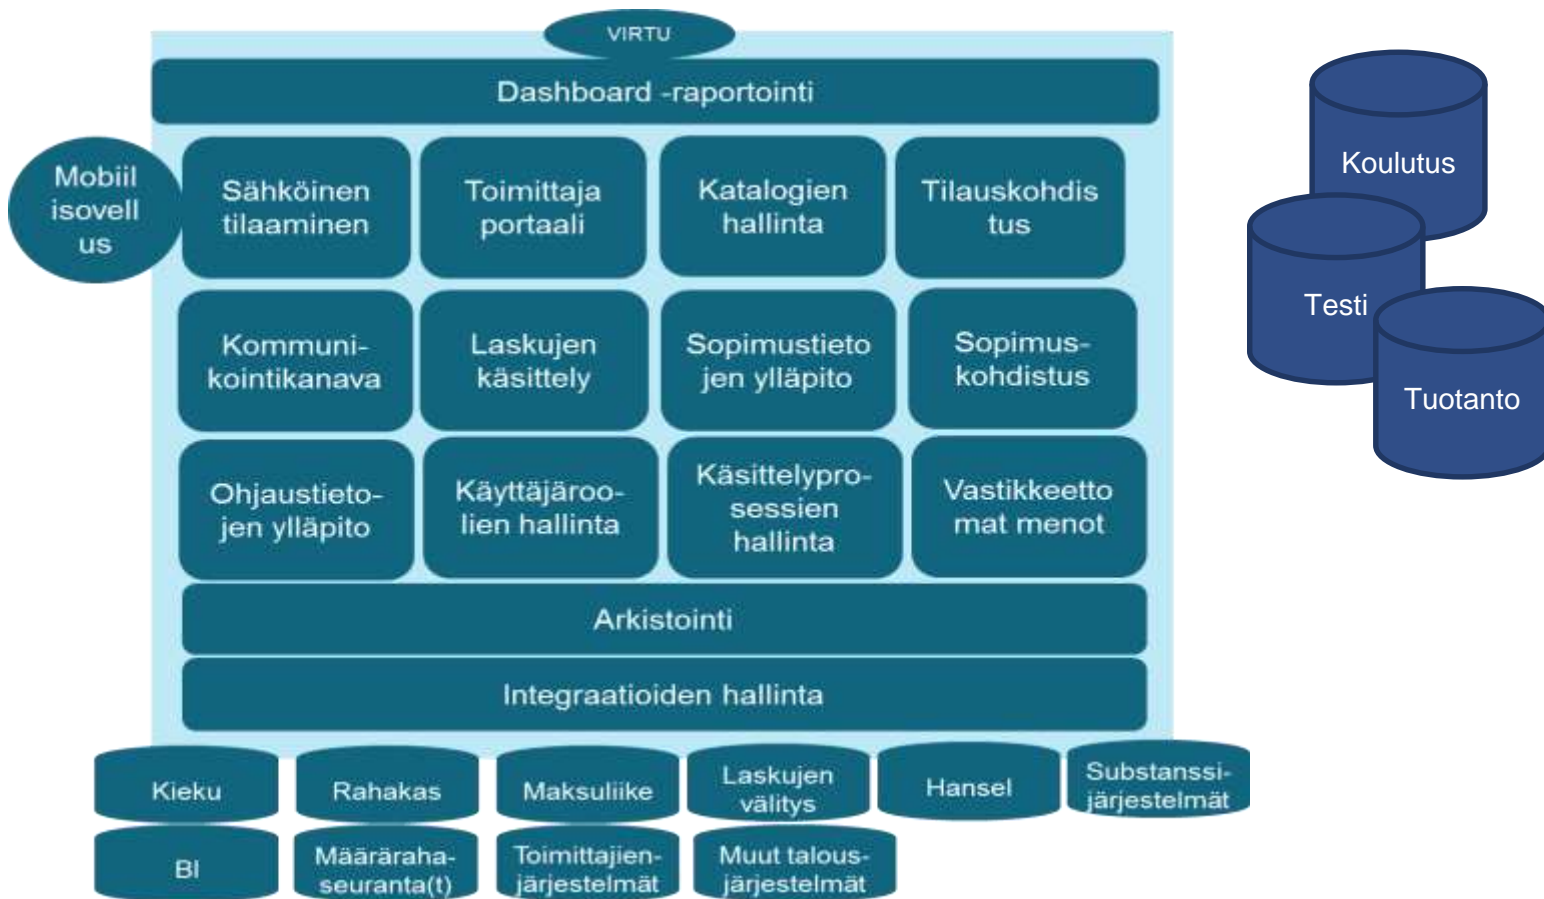 VIRTU
Dashboard -raportointi
Mobiil
isovell
us
Sähköinen
tilaaminen
Toimittaja
portaali
Katalogien
hallinta
Tilauskohdis
tus
Kommuni-
kointikanava
Laskujen
käsittely
Sopimustieto
jen ylläpito
Sopimus-
kohdistus
Ohjaustieto-
jen ylläpito
Käyttäjäroo-
lien hallinta
Käsittelypro-
sessien
hallinta
Vastikkeetto
mat menot
Arkistointi
Integraatioiden hallinta
Kieku
Rahakas
Maksuliike
Laskujen
välitys
Hansel
Substanssi-
järjestelmät
BI
Määräraha-
seuranta(t)
Toimittajien-
järjestelmät
Muut talous-
järjestelmät
Koulutus
Testi
Tuotanto